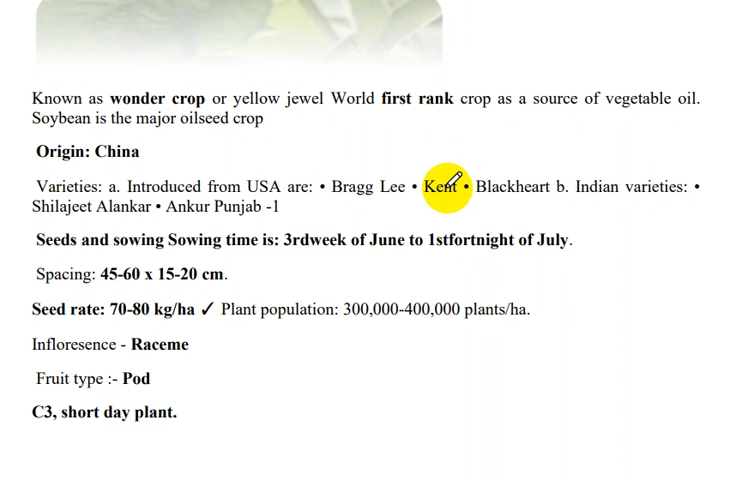 Known as wonder crop or yellow jewel World first rank crop as a source of vegetable oil.
Soybean is the major oilseed crop
Origin: China
Varieties: a. Introduced from USA are: • Bragg Lee • Kent • Blackheart b. Indian varieties: •
Shilajeet Alankar • Ankur Punjab -1
Seeds and sowing Sowing time is: 3rdweek of June to 1stfortnight of July.
Spacing: 45-60 x 15-20 cm.
Seed rate: 70-80 kg/ha ✓ Plant population: 300,000-400,000 plants/ha.
Infloresence - Raceme
Fruit type :- Pod
C3, short day plant.